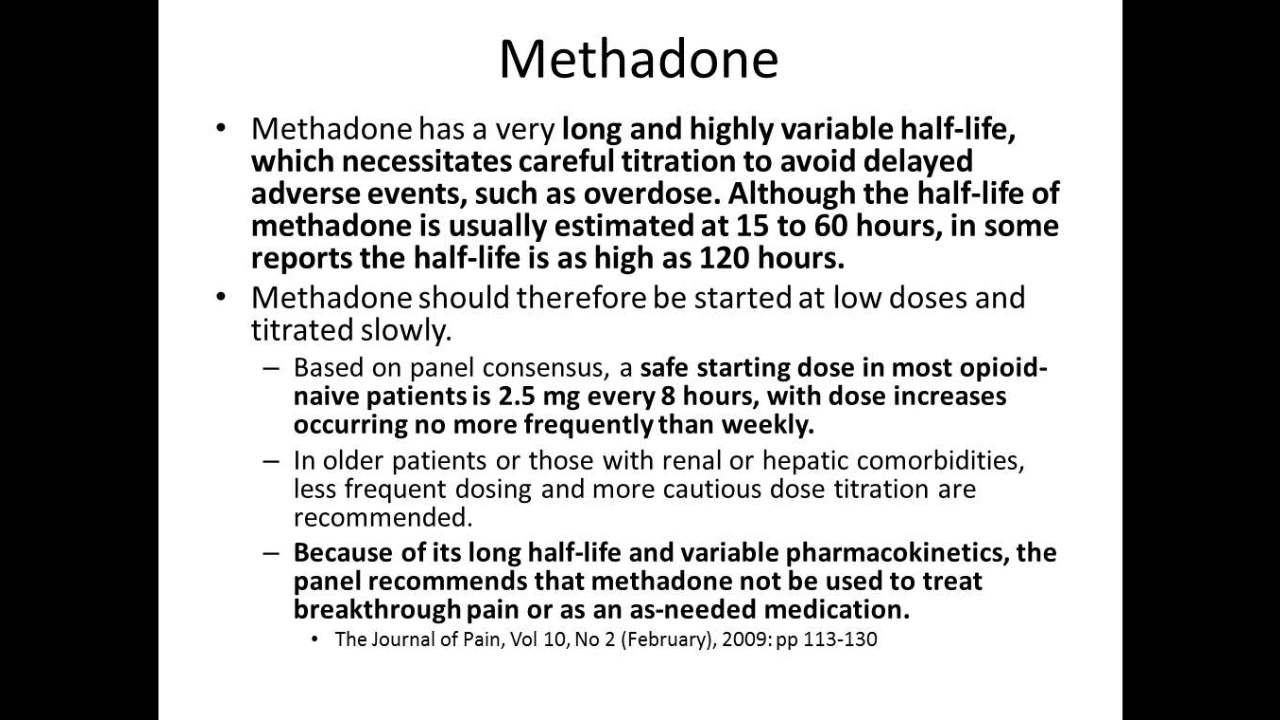 Methadone
• Methadone has a very long and highly variable half-life,
which necessitates careful titration to avoid delayed
adverse events, such as overdose. Although the half-life of
methadone is usually estimated at 15 to 60 hours, in some
reports the half-life is as high as 120 hours.
• Methadone should therefore be started at low doses and
titrated slowly.
– Based on panel consensus, a safe starting dose in most opioid-
naive patients is 2.5 mg every 8 hours, with dose increases
occurring no more frequently than weekly.
– In older patients or those with renal or hepatic comorbidities,
less frequent dosing and more cautious dose titration are
recommended.
– Because of its long half-life and variable pharmacokinetics, the
panel recommends that methadone not be used to treat
breakthrough pain or as an as-needed medication.
• The Journal of Pain, Vol 10, No 2 (February), 2009: pp 113-130